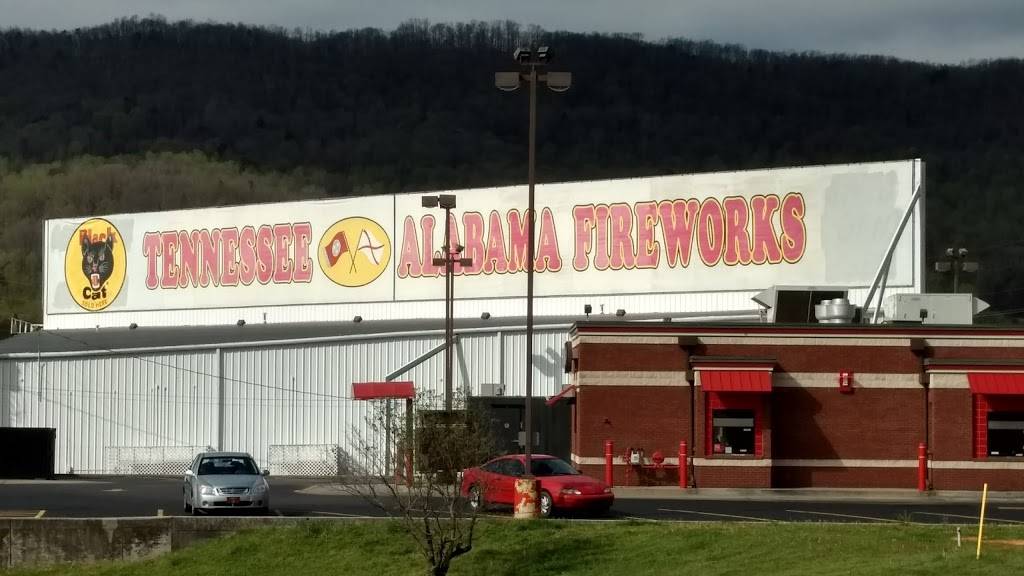 Black
Cat
TENNESSEE
ALABAMA FIREWORKS